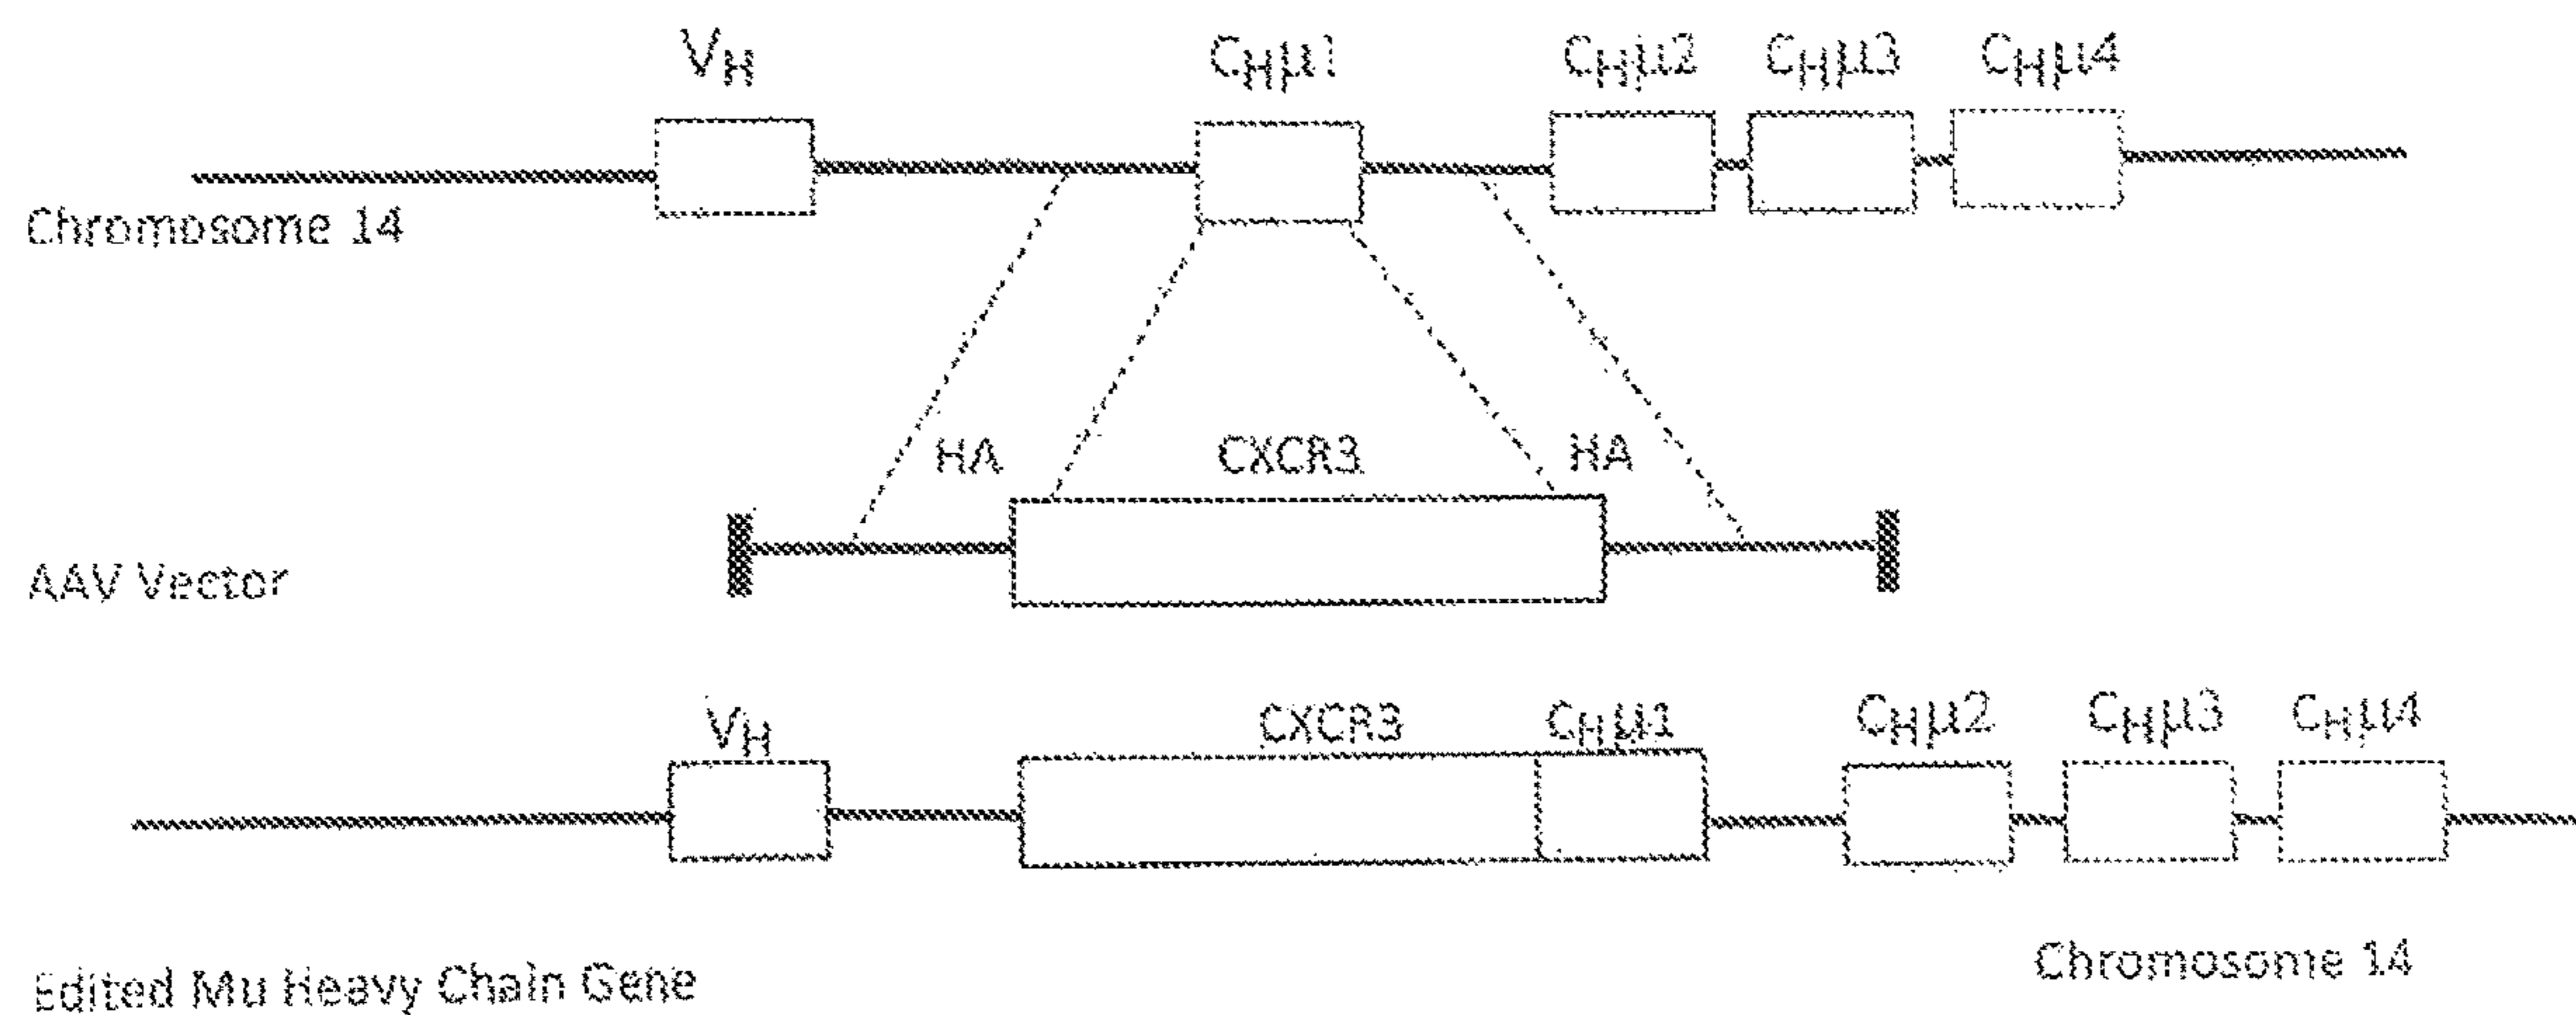 VH CHμ1 CHμ2 CHμ3 CHμ4
Chromosome 14
HA CXCR3 HA
AAV Vector
VH CXCR3 CHμ1 CHμ2 CHμ3 CHμ4
Edited Mu Heavy Chain Gene Chromosome 14